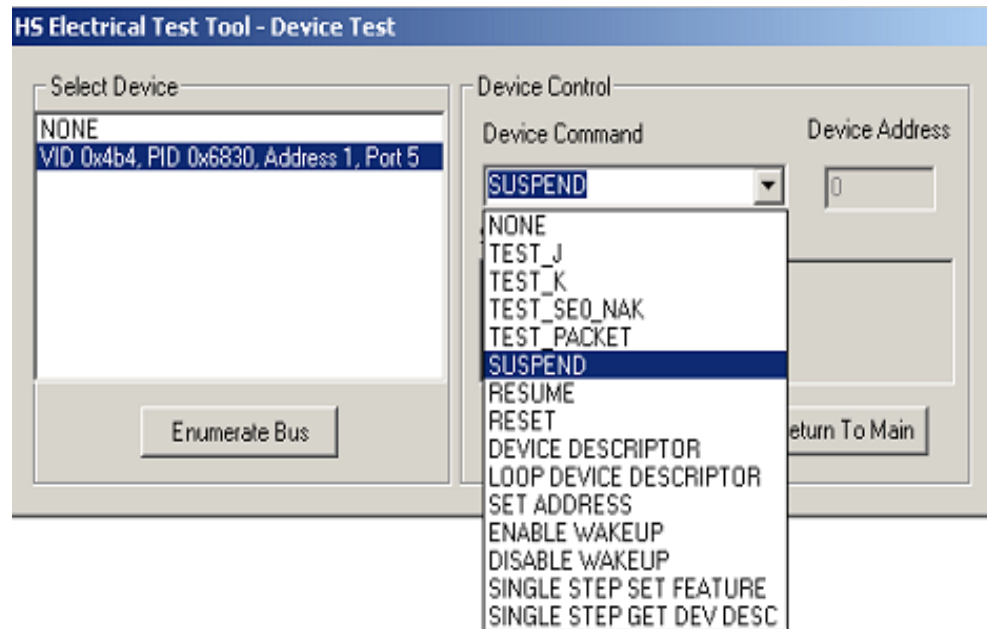 HS Electrical Test Tool - Device Test
Select Device
NONE
VID 0x4b4, PID 0x6830, Address 1, Port 5
Enumerate Bus
Device Control
Device Command
Device Address
SUSPEND
0
NONE
TEST_J
TEST_K
TEST_SE0_NAK
TEST_PACKET
SUSPEND
RESUME
RESET
DEVICE DESCRIPTOR
LOOP DEVICE DESCRIPTOR
SET ADDRESS
ENABLE WAKEUP
DISABLE WAKEUP
SINGLE STEP SET FEATURE
SINGLE STEP GET DEV DESC
eturn To Main